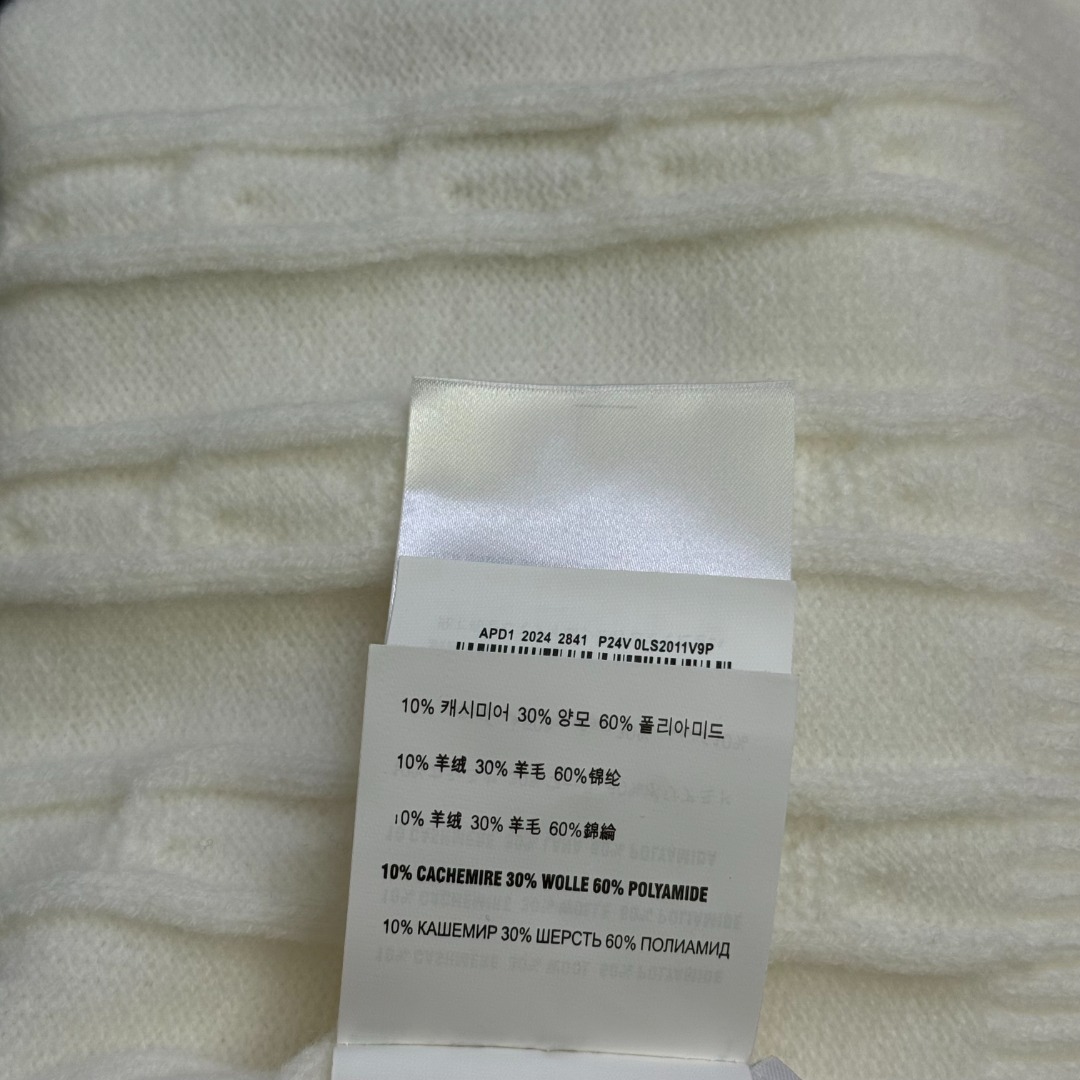 APD1 2024 2841 P24V 0LS2011V9P
10% 캐시미어 30% 양모 60% 폴리아미드
10% 羊绒 30% 羊毛 60%锦纶
10% 羊绒 30% 羊毛 60%錦綸
10% CACHEMIRE 30% WOLLE 60% POLYAMIDE
10% КАШЕМИР 30% ШЕРСТЬ 60% ПОЛИАМИД